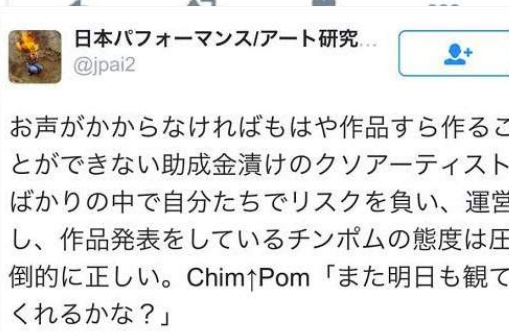 日本パフォーマンス/アート研究…
@jpai2
お声がかからなければもはや作品すら作るこ
とができない助成金漬けのクソアーティスト
ばかりの中で自分たちでリスクを負い、運営
し、作品発表をしているチンポムの態度は圧
倒的に正しい。Chim↑Pom「また明日も観て
くれるかな？」